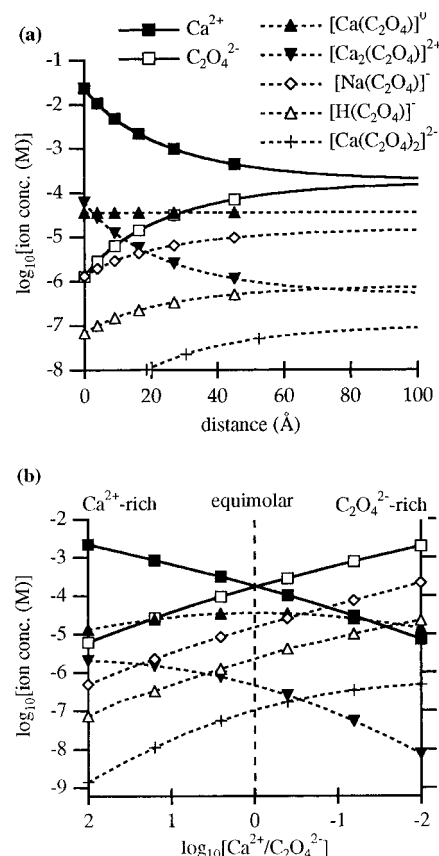 (a)
Ca²⁺
C₂O₄²⁻
[Ca(C₂O₄)]⁰
[Ca₂(C₂O₄)]²⁺
[Na(C₂O₄)]⁻
[H(C₂O₄)]⁻
[Ca(C₂O₄)₂]²⁻
log₁₀[ion conc. (M)]
-1
-2
-3
-4
-5
-6
-7
-8
0 20 40 60 80 100
distance (Å)
(b)
Ca²⁺-rich equimolar C₂O₄²⁻-rich
log₁₀[ion conc. (M)]
-2
-3
-4
-5
-6
-7
-8
-9
2 1 0 -1 -2
log₁₀[Ca²⁺/C₂O₄²⁻]